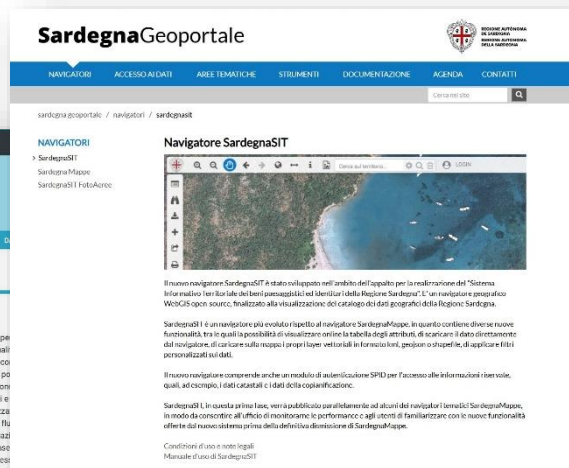 SardegnaGeoportale
REGIONE AUTÒNOMA
DE SARDIGNA
REGIONE AUTONOMA
DELLA SARDEGNA
NAVIGATORI ACCESSO AI DATI AREE TEMATICHE STRUMENTI DOCUMENTAZIONE AGENDA CONTATTI
Cerca nel sito
sardegna geoportale / navigatori / sardegnasit
NAVIGATORI
> SardegnaSIT
Sardegna Mappe
SardegnaSIT FotoAeree
Navigatore SardegnaSIT
Cerca sul territorio... LOGIN
Il nuovo navigatore SardegnaSIT è stato sviluppato nell'ambito dell'appalto per la realizzazione del "Sistema
Informativo Territoriale dei beni paesaggistici ed identitari della Regione Sardegna". E' un navigatore geografico
WebGIS open source, finalizzato alla visualizzazione del catalogo dei dati geografici della Regione Sardegna.
SardegnaSIT è un navigatore più evoluto rispetto al navigatore SardegnaMappe, in quanto contiene diverse nuove
funzionalità, tra le quali la possibilità di visualizzare online la tabella degli attributi, di scaricare il dato direttamente
dal navigatore, di caricare sulla mappa i propri layer vettoriali in formato kml, geojson o shapefile, di applicare filtri
personalizzati sui dati.
Il nuovo navigatore comprende anche un modulo di autenticazione SPID per l'accesso alle informazioni riservate,
quali, ad esempio, i dati catastali e i dati della copianificazione.
SardegnaSIT, in questa prima fase, verrà pubblicato parallelamente ad alcuni dei navigatori tematici SardegnaMappe,
in modo da consentire all'ufficio di monitorarne le performance e agli utenti di familiarizzare con le nuove funzionalità
offerte dal nuovo sistema prima della definitiva dismissione di SardegnaMappe.
Condizioni d'uso e note legali
Manuale d'uso di SardegnaSIT